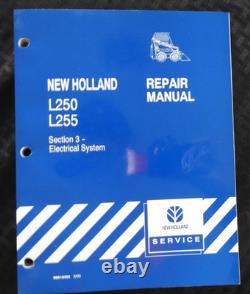 NEW HOLLAND
REPAIR
MANUAL
L250
L255
Section 3 -
Electrical System
NEW HOLLAND
SERVICE